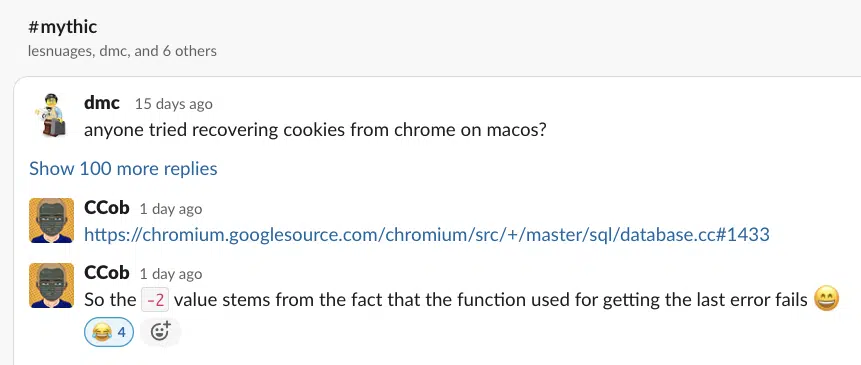 #mythic
lesnuages, dmc, and 6 others
dmc 15 days ago
anyone tried recovering cookies from chrome on macos?
Show 100 more replies
CCob 1 day ago
https://chromium.googlesource.com/chromium/src/+/master/sql/database.cc#1433
CCob 1 day ago
So the -2 value stems from the fact that the function used for getting the last error fails 😄
😂 4